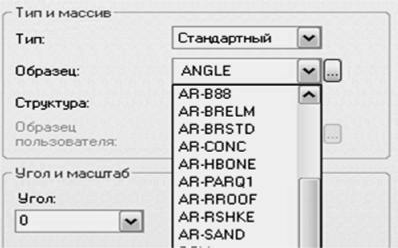 Тип и массив
Тип: Стандартный
Образец: ANGLE ...
AR-B88
AR-BRELM
Структура: AR-BRSTD
AR-CONC
Образец пользователя: AR-HBONE ...
AR-PARQ1
Угол и масштаб AR-RROOF
Угол: AR-RSHKE
0 AR-SAND